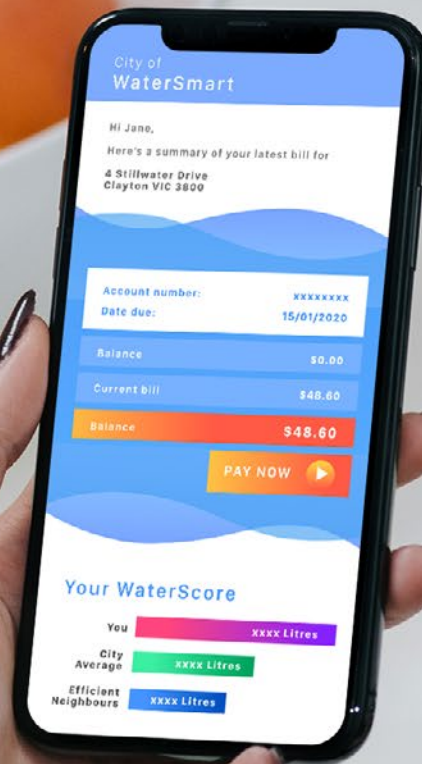 City of
WaterSmart
Hi Jane,
Here's a summary of your latest bill for
4 Stillwater Drive
Clayton VIC 3800
Account number: xxxxxxxx
Date due: 15/01/2020
Balance $0.00
Current bill $48.60
Balance $48.60
PAY NOW
Your WaterScore
You xxxx Litres
City
Average xxxx Litres
Efficient
Neighbours xxxx Litres